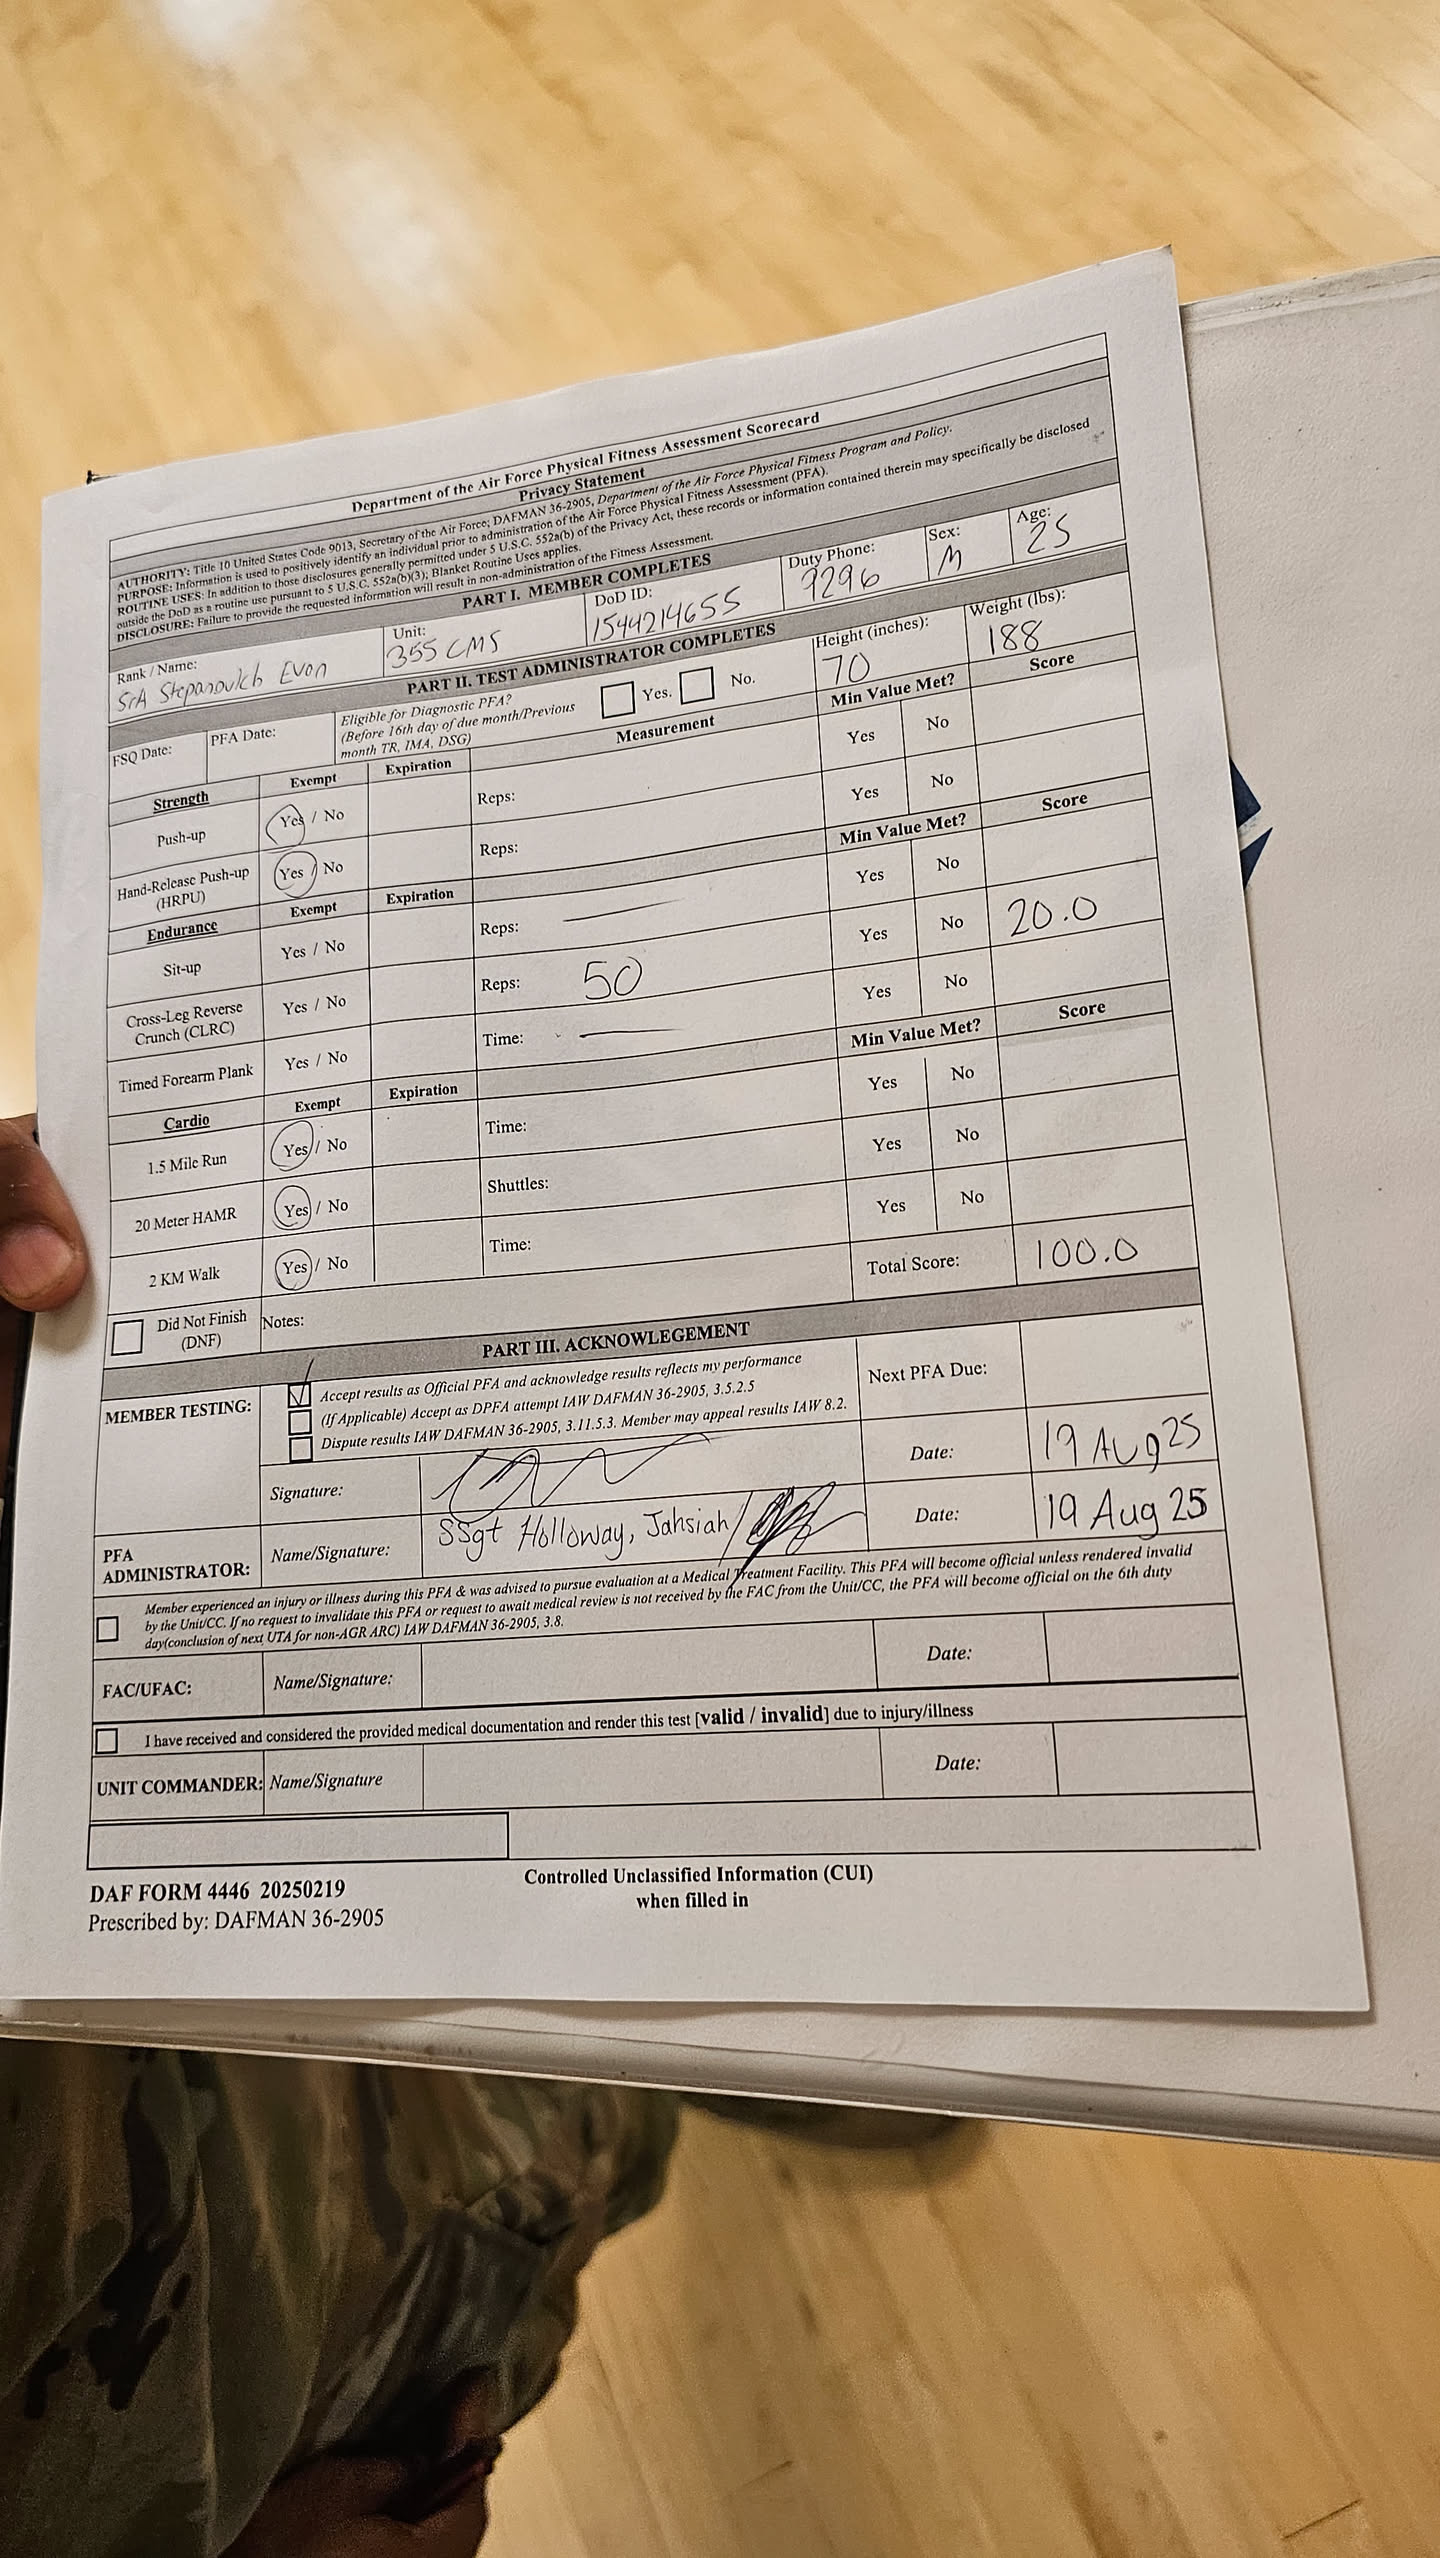 Department of the Air Force Physical Fitness Assessment Scorecard
Privacy Statement
AUTHORITY: Title 10 United States Code 9013, Secretary of the Air Force; DAFMAN 36-2905, Department of the Air Force Physical Fitness Program and Policy.
PURPOSE: Information is used to positively identify an individual prior to administration of the Air Force Physical Fitness Assessment (PFA).
ROUTINE USES: In addition to those disclosures generally permitted under 5 U.S.C. 552a(b) of the Privacy Act, these records or information contained therein may specifically be disclosed
outside the DoD as a routine use pursuant to 5 U.S.C. 552a(b)(3); Blanket Routine Uses applies.
DISCLOSURE: Failure to provide the requested information will result in non-administration of the Fitness Assessment.
PART I. MEMBER COMPLETES
Rank / Name: Unit: DoD ID: Duty Phone: Sex: Age:
SrA Stepanovich Evon 355 CMS 1544214655 9296 M 25
PART II. TEST ADMINISTRATOR COMPLETES
Height (inches): Weight (lbs):
70 188
FSQ Date: PFA Date: Eligible for Diagnostic PFA? Yes. No.
(Before 16th day of due month/Previous
month TR, IMA, DSG)
Strength Exempt Expiration Measurement Min Value Met? Score
Push-up Yes / No Reps: Yes No
Hand-Release Push-up Yes / No Reps: Yes No
(HRPU)
Endurance Exempt Expiration Min Value Met? Score
Sit-up Yes / No Reps: Yes No
Cross-Leg Reverse Yes / No Reps: 50 Yes No 20.0
Crunch (CLRC)
Timed Forearm Plank Yes / No Time: Yes No
Cardio Exempt Expiration Min Value Met? Score
1.5 Mile Run Yes / No Time: Yes No
20 Meter HAMR Yes / No Shuttles: Yes No
2 KM Walk Yes / No Time: Yes No
Did Not Finish Notes: Total Score: 100.0
(DNF)
PART III. ACKNOWLEGEMENT
MEMBER TESTING: Accept results as Official PFA and acknowledge results reflects my performance Next PFA Due:
(If Applicable) Accept as DPFA attempt IAW DAFMAN 36-2905, 3.5.2.5
Dispute results IAW DAFMAN 36-2905, 3.11.5.3. Member may appeal results IAW 8.2.
Signature: Date: 19 Aug 25
PFA
ADMINISTRATOR: Name/Signature: SSgt Holloway, Jahsiah/ Date: 19 Aug 25
Member experienced an injury or illness during this PFA & was advised to pursue evaluation at a Medical Treatment Facility. This PFA will become official unless rendered invalid
by the Unit/CC. If no request to invalidate this PFA or request to await medical review is not received by the FAC from the Unit/CC, the PFA will become official on the 6th duty
day(conclusion of next UTA for non-AGR ARC) IAW DAFMAN 36-2905, 3.8.
FAC/UFAC: Name/Signature: Date:
I have received and considered the provided medical documentation and render this test [valid / invalid] due to injury/illness
UNIT COMMANDER: Name/Signature Date:
DAF FORM 4446 20250219
Prescribed by: DAFMAN 36-2905
Controlled Unclassified Information (CUI)
when filled in